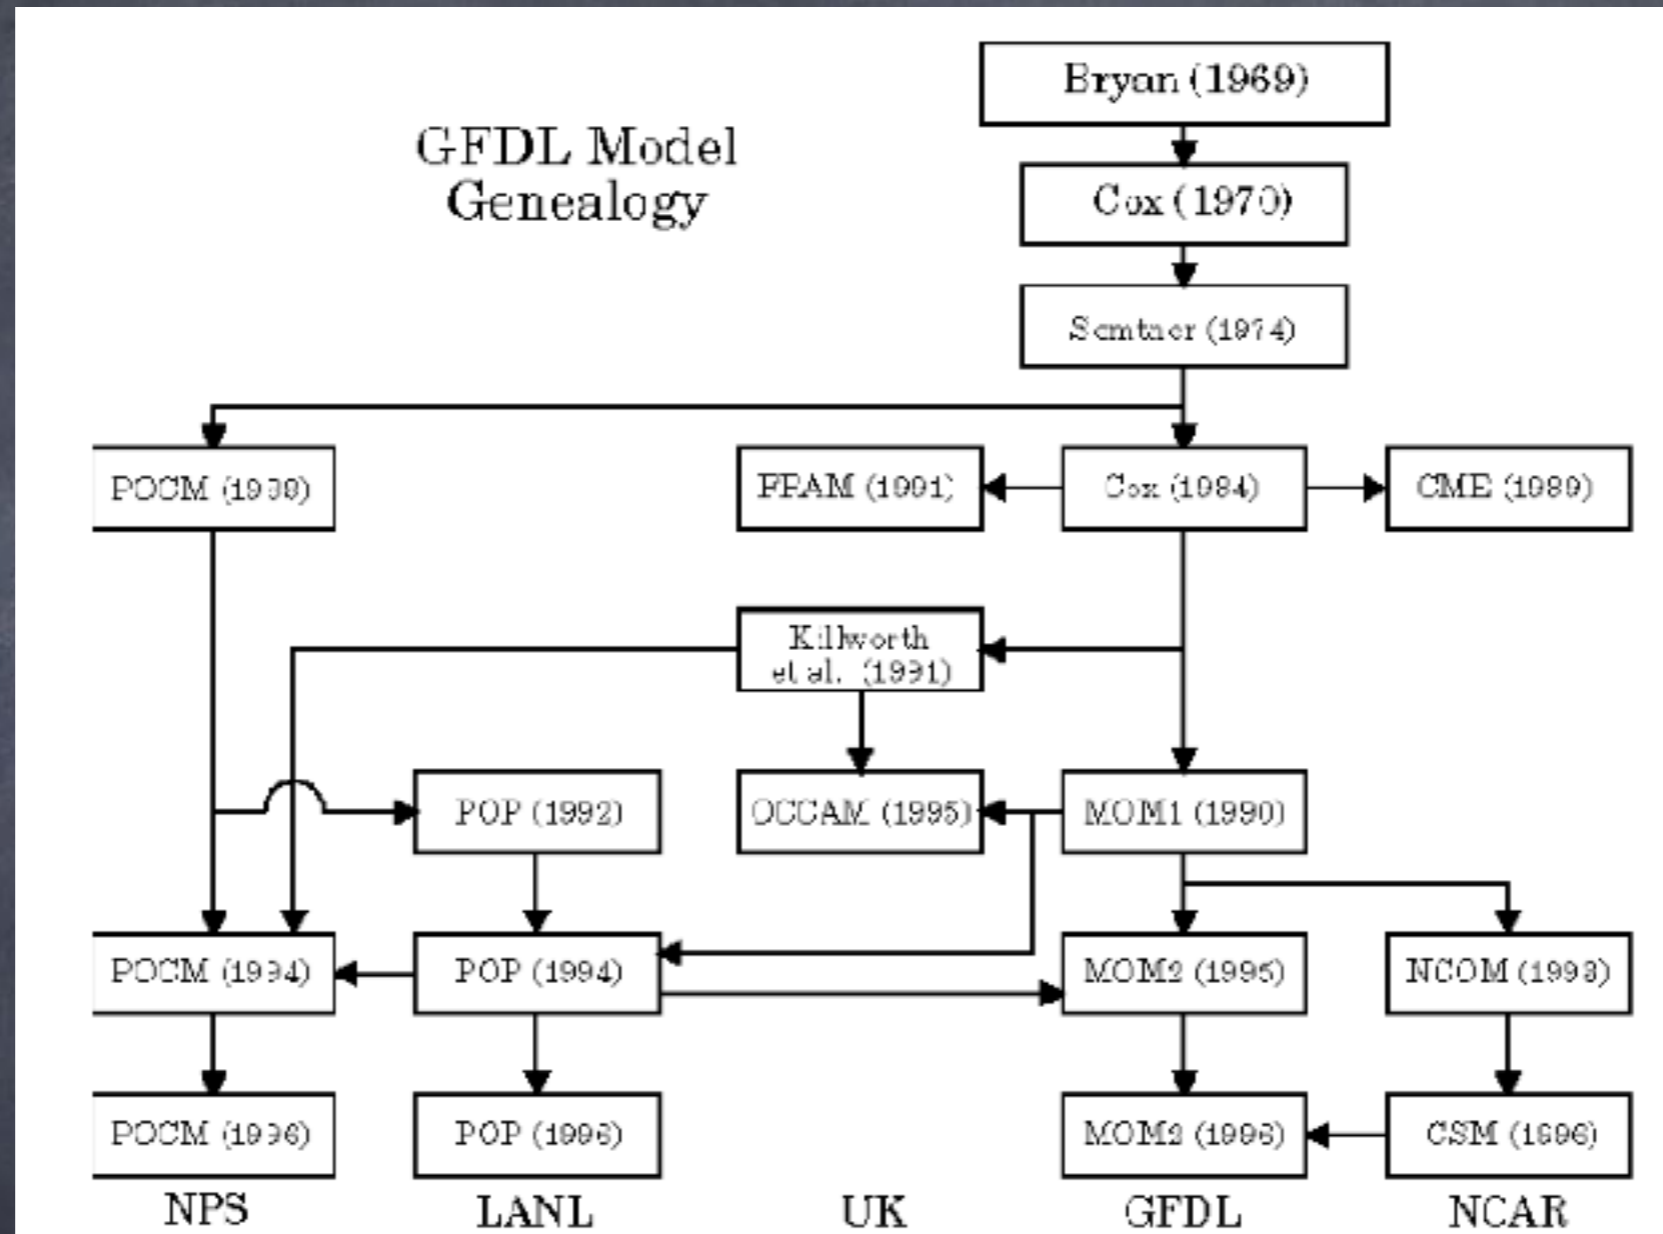 Bryan (1969)
GFDL Model
Genealogy
Cox (1970)
Semtner (1974)
POCM (1988)
FRAM (1991)
Cox (1984)
CME (1989)
Killworth
et al. (1991)
POP (1992)
OCCAM (1995)
MOM1 (1990)
POCM (1994)
POP (1994)
MOM2 (1995)
NCOM
POCM (1996)
POP (1996)
MOM2 (1996)
CSM (1996)
NPS
LANL
UK
GFDL
NCAR